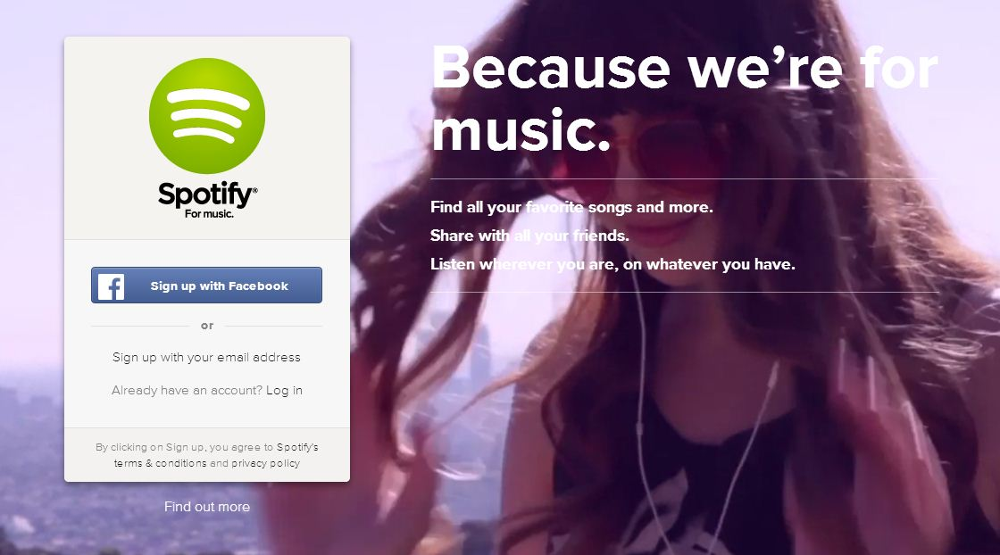 Spotify®
For music.
Sign up with Facebook
or
Sign up with your email address
Already have an account? Log in
By clicking on Sign up, you agree to Spotify's
terms & conditions and privacy policy
Find out more
Because we’re for
music.
Find all your favorite songs and more.
Share with all your friends.
Listen wherever you are, on whatever you have.